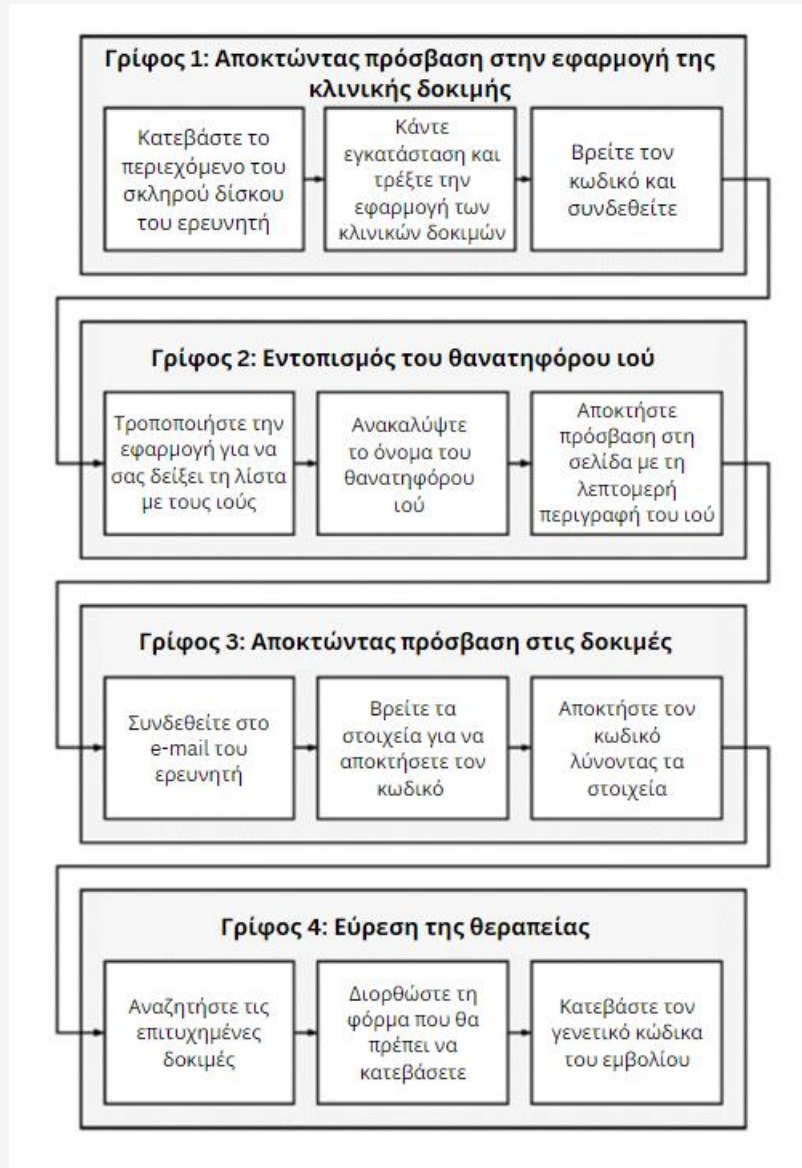 Γρίφος 1: Αποκτώντας πρόσβαση στην εφαρμογή της
κλινικής δοκιμής
Κατεβάστε το
περιεχόμενο του
σκληρού δίσκου
του ερευνητή
Κάντε
εγκατάσταση και
τρέξτε την
εφαρμογή των
κλινικών δοκιμών
Βρείτε τον
κωδικό και
συνδεθείτε
Γρίφος 2: Εντοπισμός του θανατηφόρου ιού
Τροποποιήστε την
εφαρμογή για να
σας δείξει τη λίστα
με τους ιούς
Ανακαλύψτε
το όνομα του
θανατηφόρου
ιού
Αποκτήστε
πρόσβαση στη
σελίδα με τη
λεπτομερή
περιγραφή του ιού
Γρίφος 3: Αποκτώντας πρόσβαση στις δοκιμές
Συνδεθείτε στο
e-mail του
ερευνητή
Βρείτε τα
στοιχεία για να
αποκτήσετε τον
κωδικό
Αποκτήστε τον
κωδικό
λύνοντας τα
στοιχεία
Γρίφος 4: Εύρεση της θεραπείας
Αναζητήστε τις
επιτυχημένες
δοκιμές
Διορθώστε τη
φόρμα που θα
πρέπει να
κατεβάσετε
Κατεβάστε τον
γενετικό κώδικα
του εμβολίου